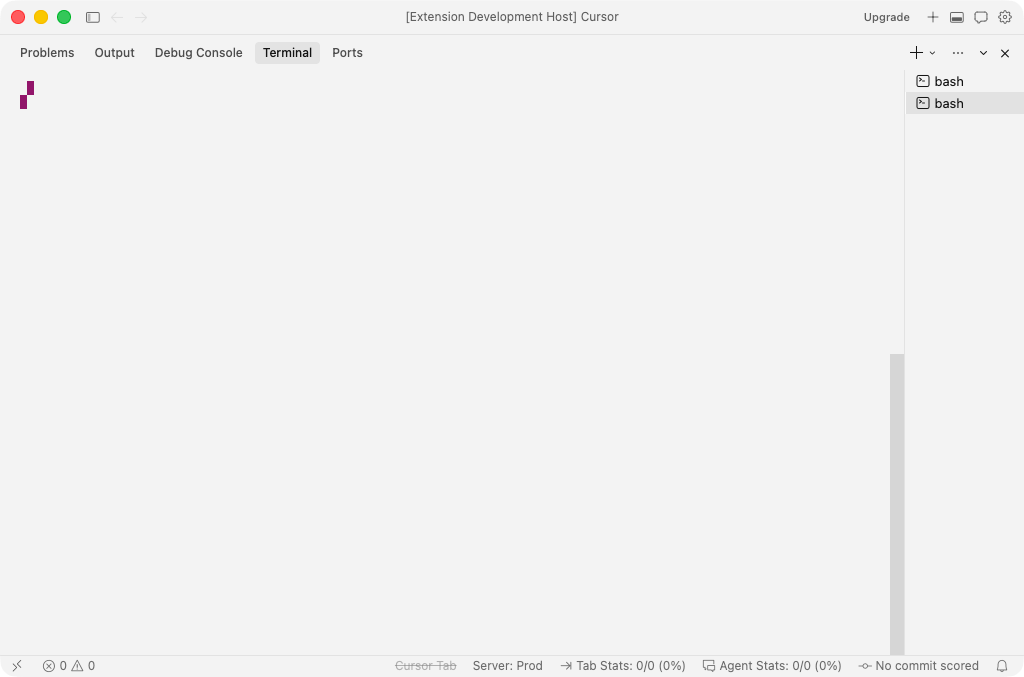 [Extension Development Host] Cursor
Upgrade
Problems Output Debug Console Terminal Ports
bash
bash
0 0 Cursor Tab Server: Prod Tab Stats: 0/0 (0%) Agent Stats: 0/0 (0%) No commit scored